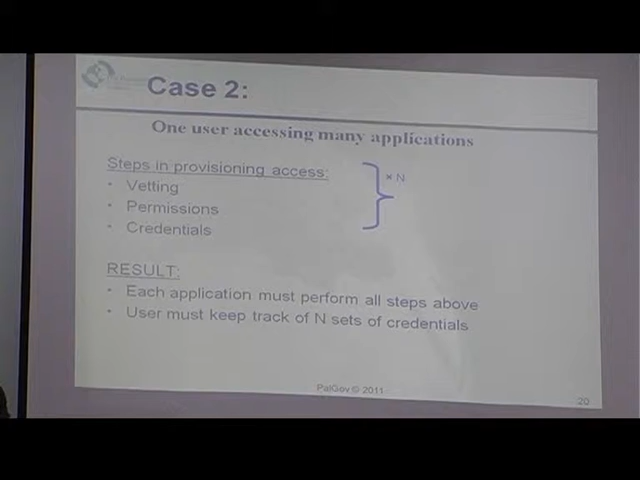 Case 2:
One user accessing many applications
Steps in provisioning access:
• Vetting
• Permissions
• Credentials
× N
RESULT:
• Each application must perform all steps above
• User must keep track of N sets of credentials
PalGov © 2011
20